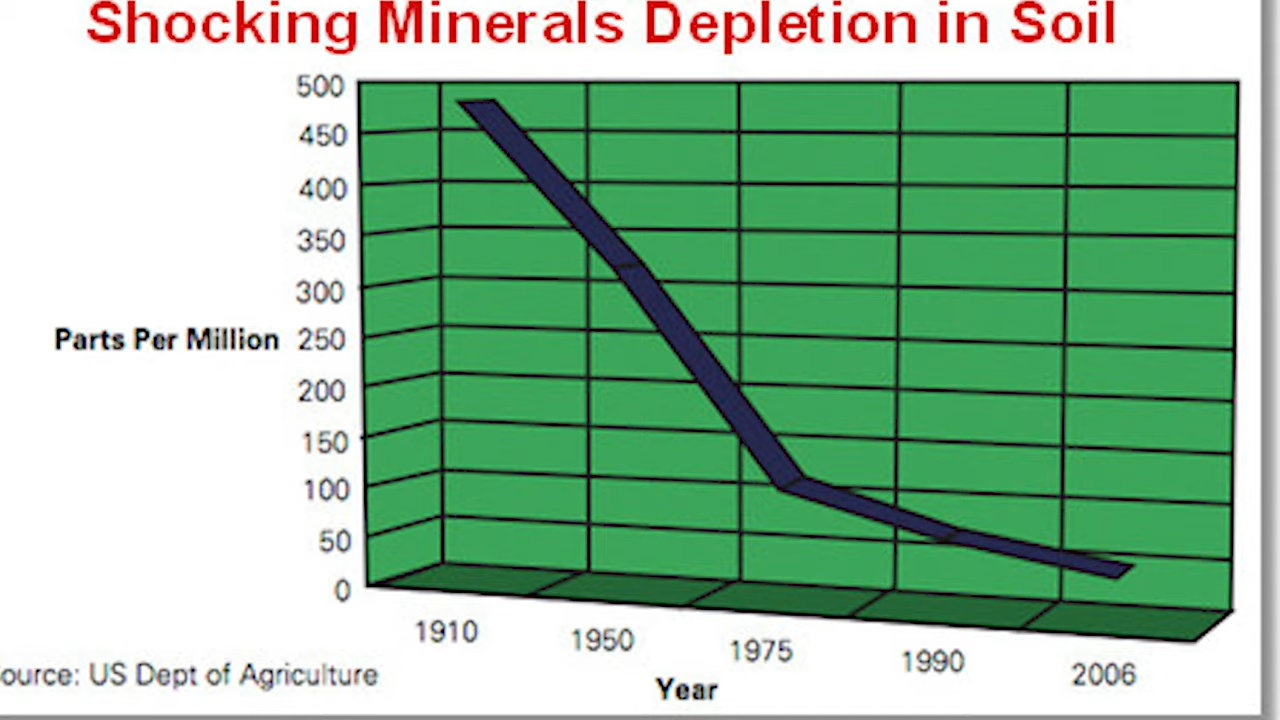 Shocking Minerals Depletion in Soil
500
450
400
350
300
Parts Per Million 250
200
150
100
50
0
1910 1950 1975 1990 2006
ource: US Dept of Agriculture
Year